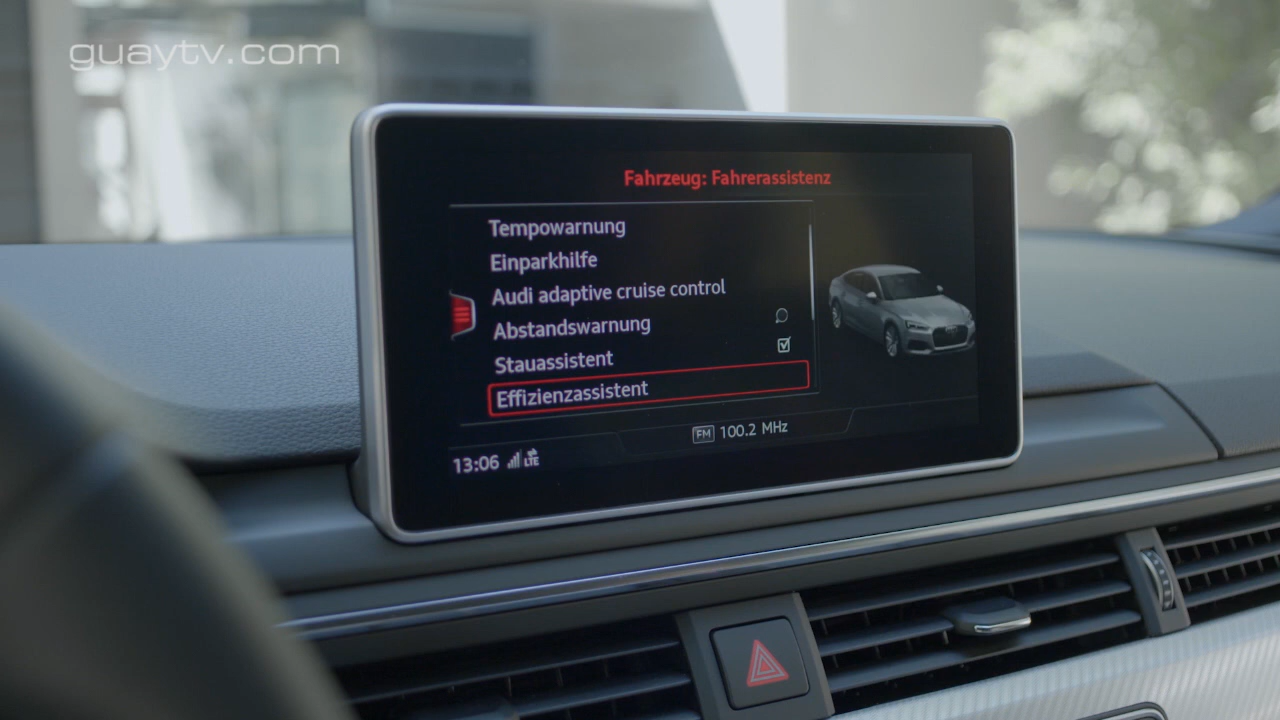 guaytv.com
Fahrzeug: Fahrerassistenz
Tempowarnung
Einparkhilfe
Audi adaptive cruise control
Abstandswarnung
Stauassistent
Effizienzassistent
FM 100.2 MHz
13:06 LTE